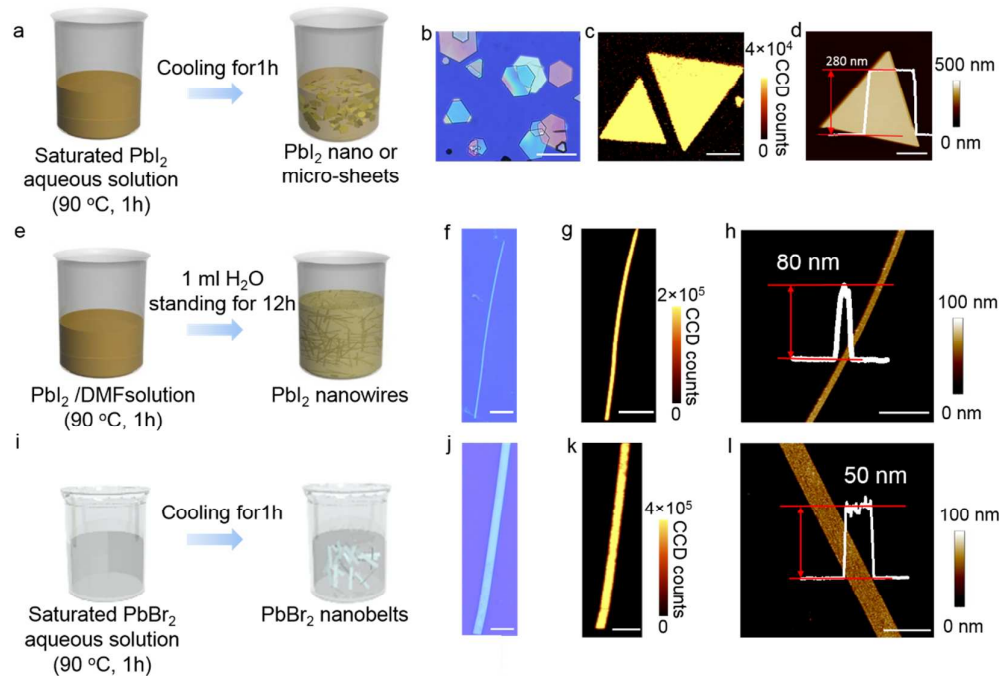 a
Cooling for1h
Saturated PbI2
aqueous solution
(90 oC, 1h)
PbI2 nano or
micro-sheets
b
c
4×10^4
CCD counts
0
d
280 nm
500 nm
0 nm
e
1 ml H2O
standing for 12h
PbI2 /DMFsolution
(90 oC, 1h)
PbI2 nanowires
f
g
2×10^5
CCD counts
0
h
80 nm
100 nm
0 nm
i
Cooling for1h
Saturated PbBr2
aqueous solution
(90 oC, 1h)
PbBr2 nanobelts
j
k
4×10^5
CCD counts
0
l
50 nm
100 nm
0 nm